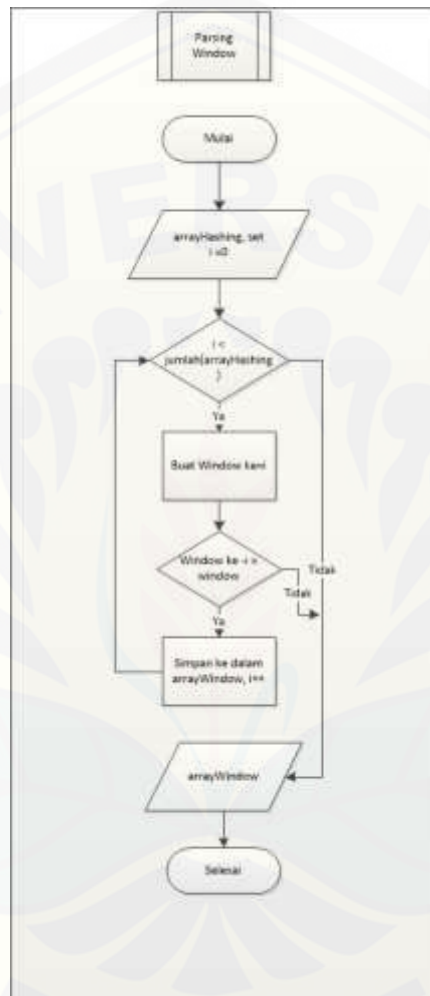 Parsing
Window
Mulai
arrayHashing, set
i =0
i <
jumlah(arrayHashing
)
Ya
Buat Window ke-i
Window ke -i =
window
Tidak
Tidak
Ya
Simpan ke dalam
arrayWindow, i++
arrayWindow
Selesai